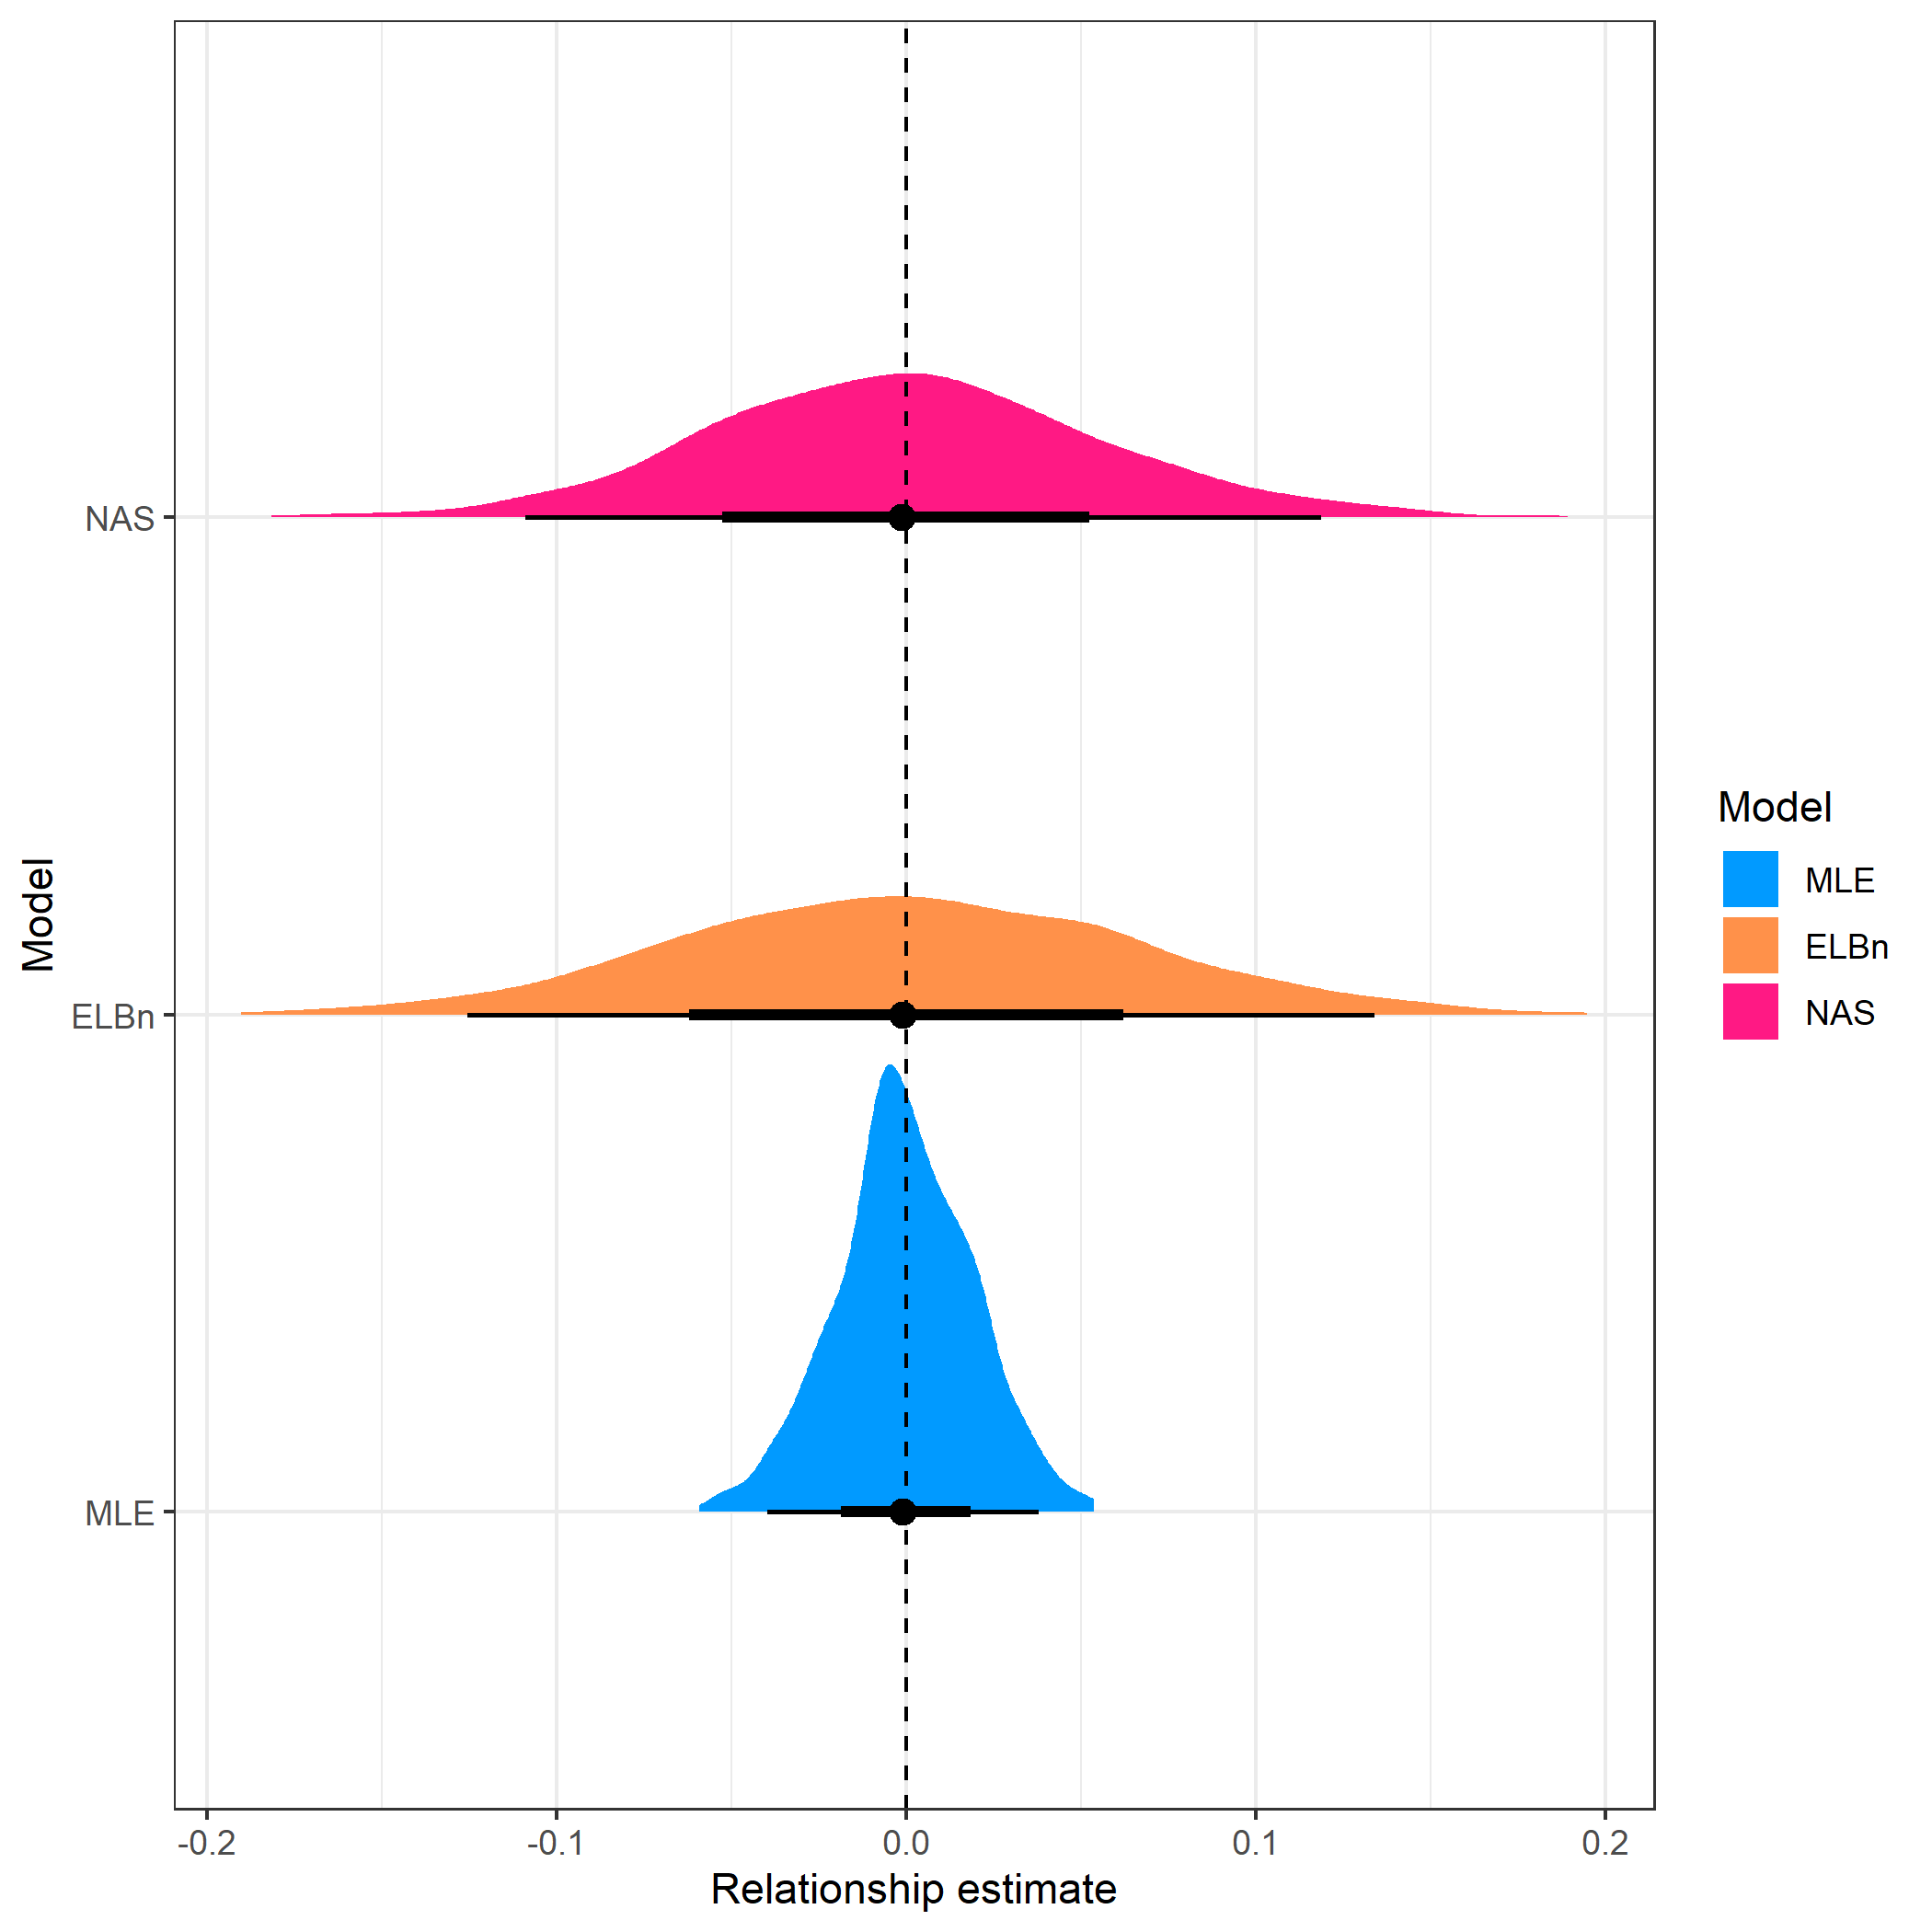 Model
NAS
ELBn
MLE
-0.2
-0.1
0.0
0.1
0.2
Relationship estimate
Model
MLE
ELBn
NAS